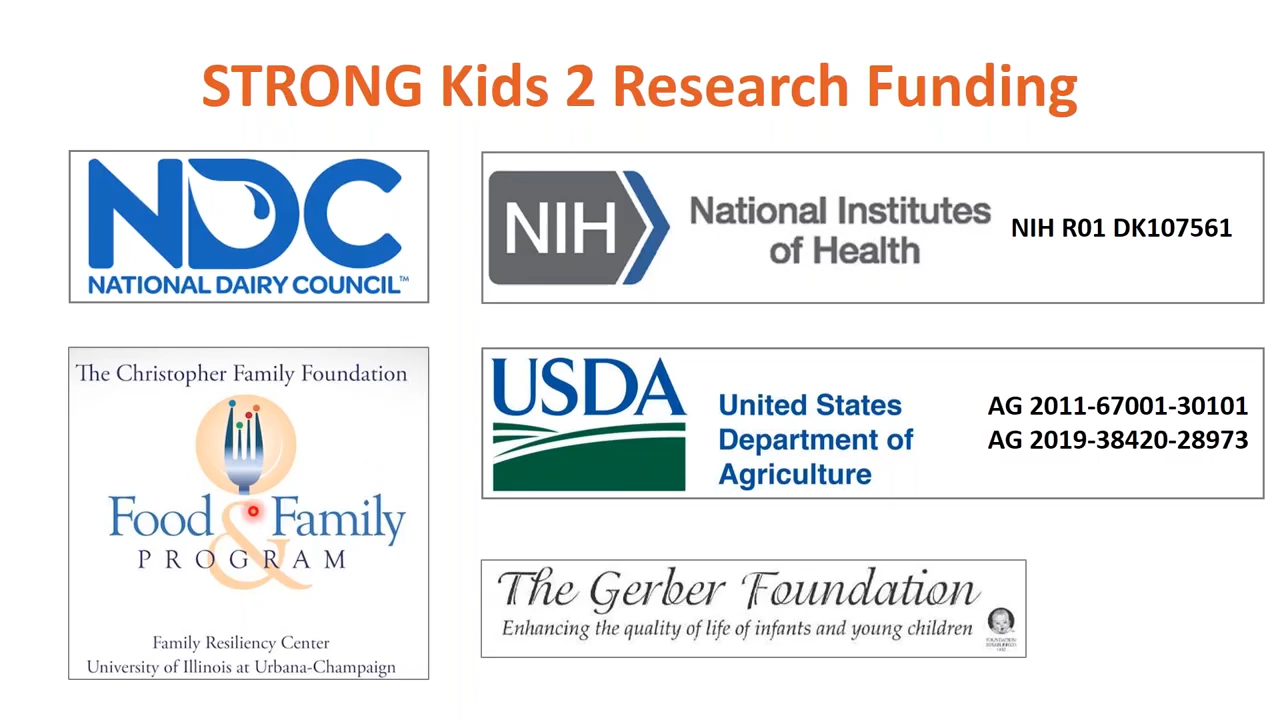 STRONG Kids 2 Research Funding
NDC
NATIONAL DAIRY COUNCIL™
NIH
National Institutes
of Health
NIH R01 DK107561
The Christopher Family Foundation
Food & Family
PROGRAM
Family Resiliency Center
University of Illinois at Urbana-Champaign
USDA
United States
Department of
Agriculture
AG 2011-67001-30101
AG 2019-38420-28973
The Gerber Foundation
Enhancing the quality of life of infants and young children